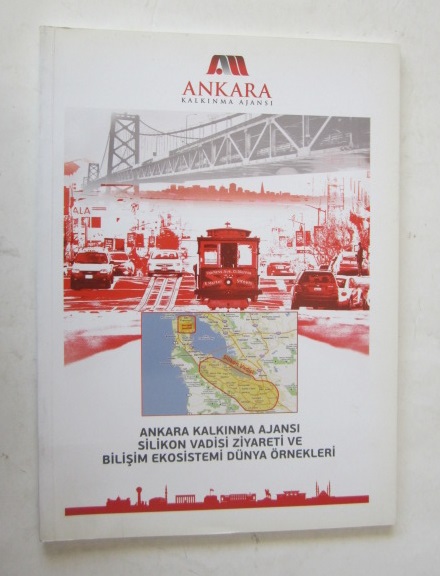 ANKARA
KALKINMA AJANSI
ALA
ANKARA KALKINMA AJANSI
SİLİKON VADİSİ ZİYARETİ VE
BİLİŞİM EKOSİSTEMİ DÜNYA ÖRNEKLERİ